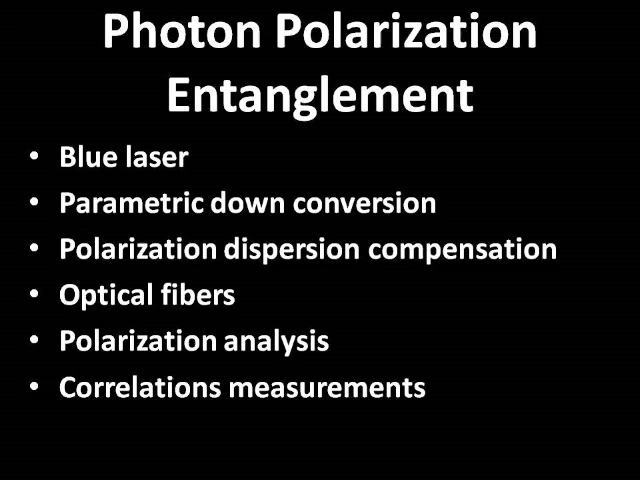 Photon Polarization
Entanglement
• Blue laser
• Parametric down conversion
• Polarization dispersion compensation
• Optical fibers
• Polarization analysis
• Correlations measurements